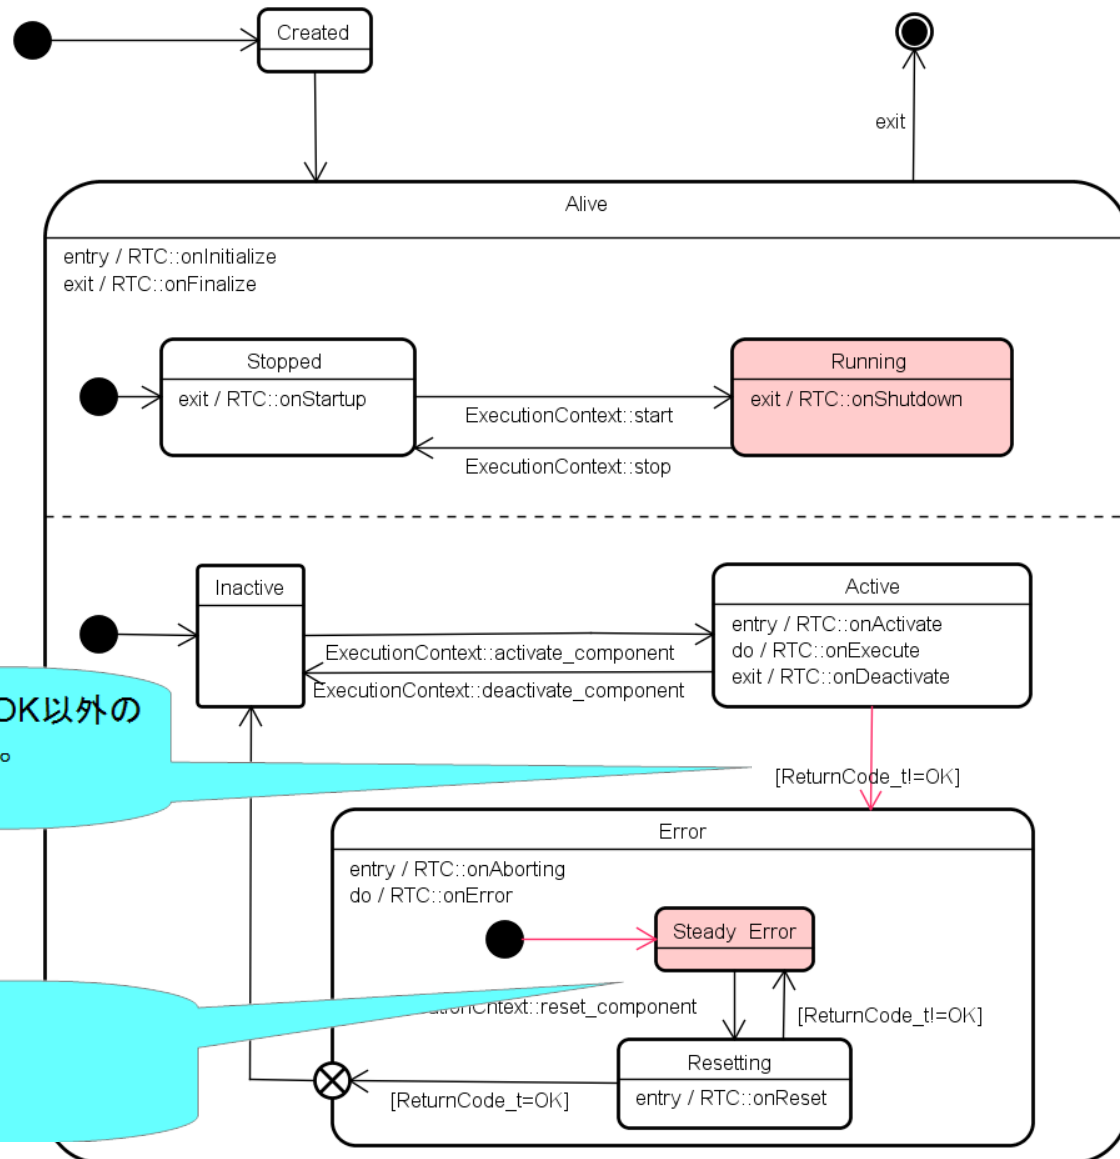 Created
exit
Alive
entry / RTC::onInitialize
exit / RTC::onFinalize
Stopped
exit / RTC::onStartup
Running
exit / RTC::onShutdown
ExecutionContext::start
ExecutionContext::stop
Inactive
Active
entry / RTC::onActivate
do / RTC::onExecute
exit / RTC::onDeactivate
ExecutionContext::activate_component
ExecutionContext::deactivate_component
OK以外の
。
[ReturnCode_t!=OK]
Error
entry / RTC::onAborting
do / RTC::onError
Steady Error
::reset_component
[ReturnCode_t!=OK]
Resetting
entry / RTC::onReset
[ReturnCode_t=OK]